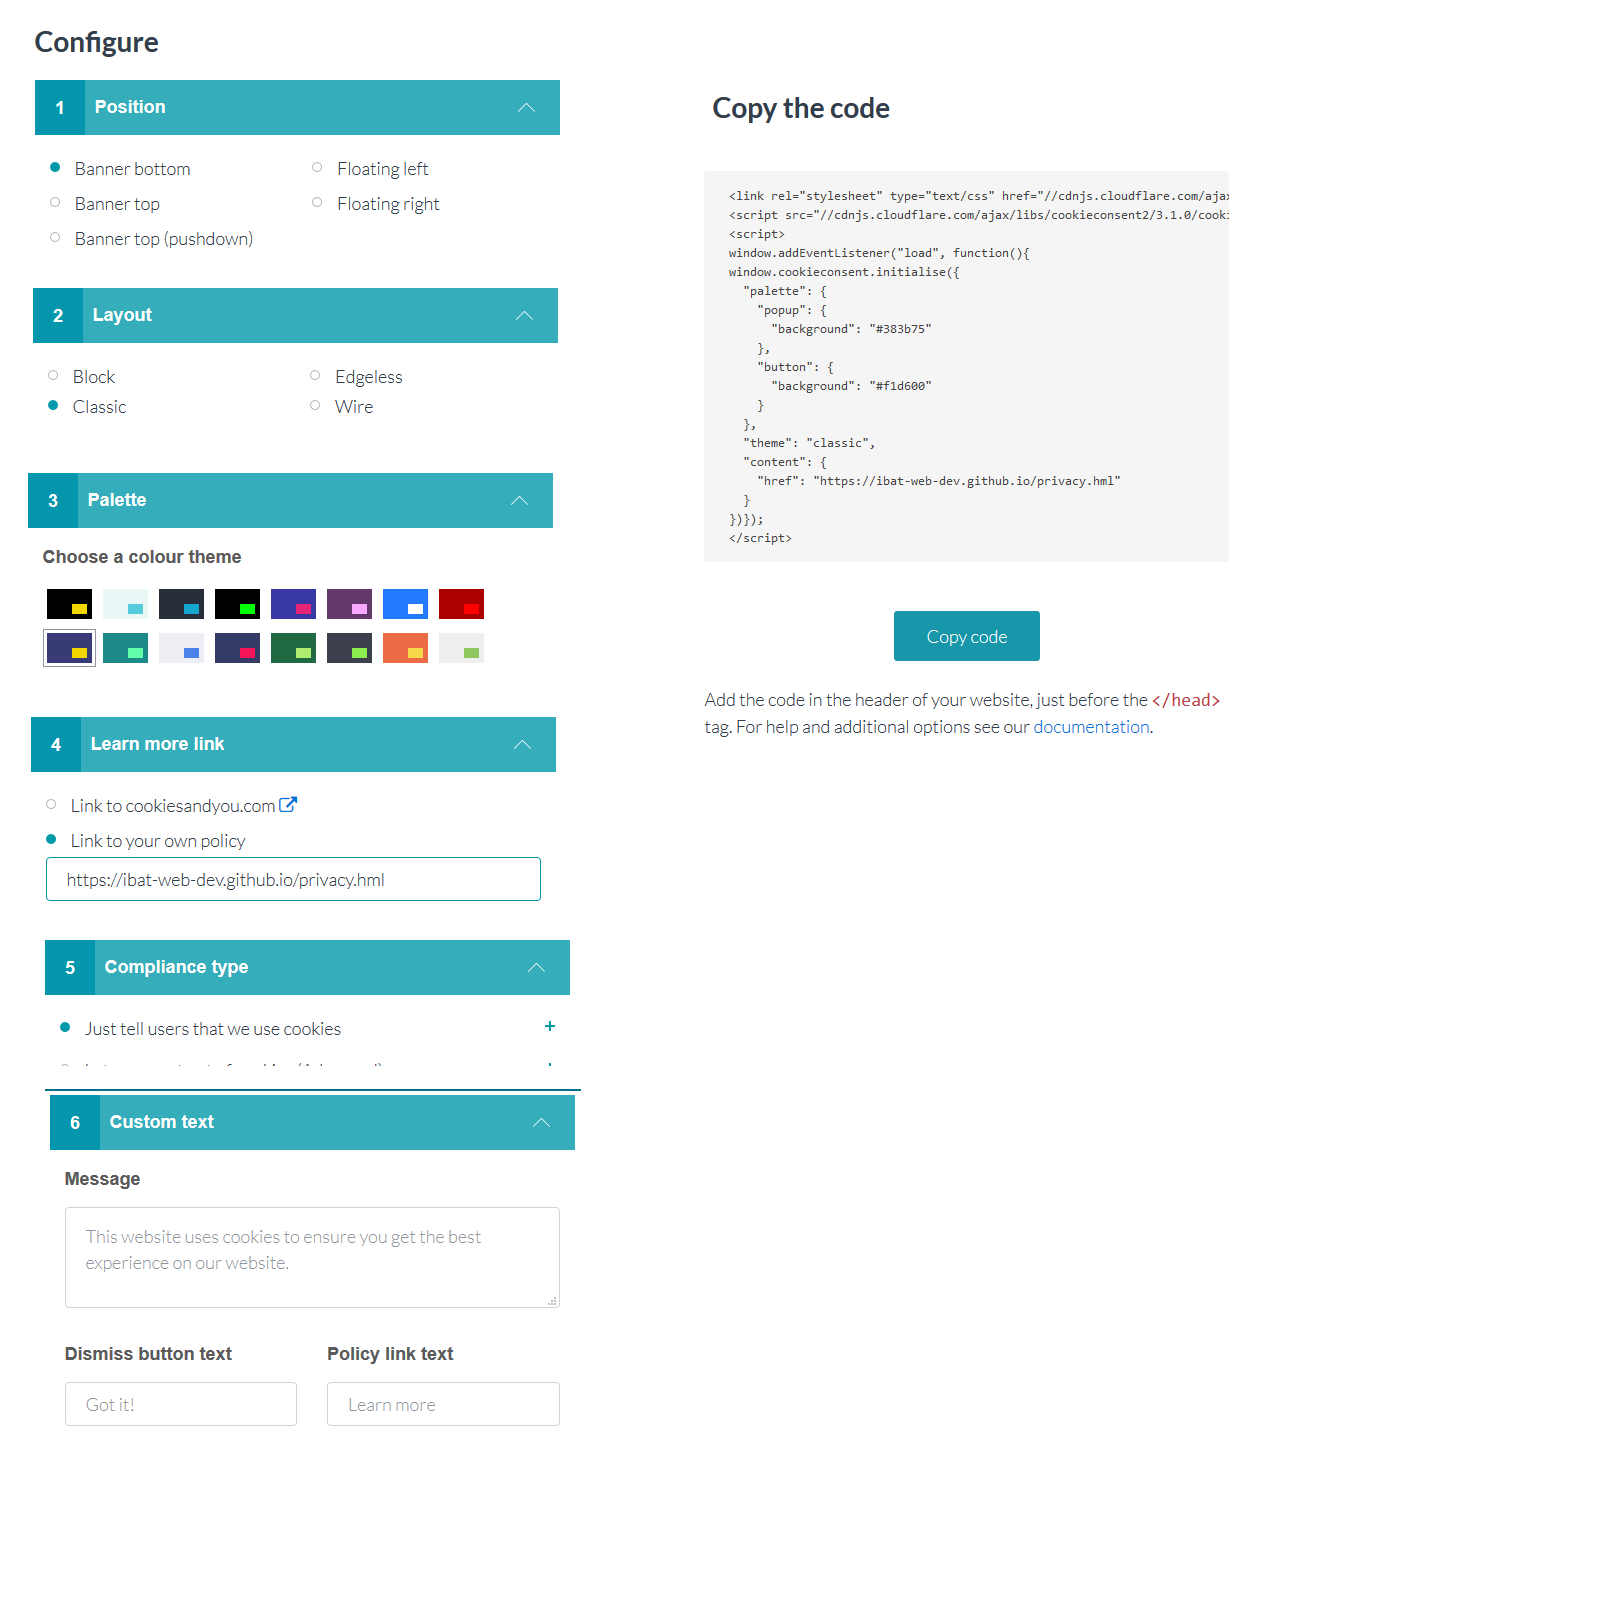 Configure
1 Position
Banner bottom Floating left
Banner top Floating right
Banner top (pushdown)
2 Layout
Block Edgeless
Classic Wire
3 Palette
Choose a colour theme
4 Learn more link
Link to cookiesandyou.com
Link to your own policy
https://ibat-web-dev.github.io/privacy.hml
5 Compliance type
Just tell users that we use cookies +
6 Custom text
Message
This website uses cookies to ensure you get the best
experience on our website.
Dismiss button text Policy link text
Got it! Learn more
Copy the code
<link rel="stylesheet" type="text/css" href="//cdnjs.cloudflare.com/ajax
<script src="//cdnjs.cloudflare.com/ajax/libs/cookieconsent2/3.1.0/cooki
<script>
window.addEventListener("load", function(){
window.cookieconsent.initialise({
"palette": {
"popup": {
"background": "#383b75"
},
"button": {
"background": "#f1d600"
}
},
"theme": "classic",
"content": {
"href": "https://ibat-web-dev.github.io/privacy.hml"
}
})});
</script>
Copy code
Add the code in the header of your website, just before the </head>
tag. For help and additional options see our documentation.